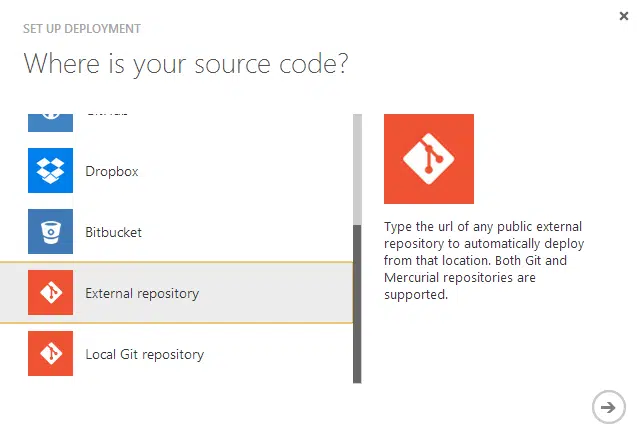 SET UP DEPLOYMENT
Where is your source code?
GitHub
Dropbox
Bitbucket
External repository
Local Git repository
Type the url of any public external
repository to automatically deploy
from that location. Both Git and
Mercurial repositories are
supported.